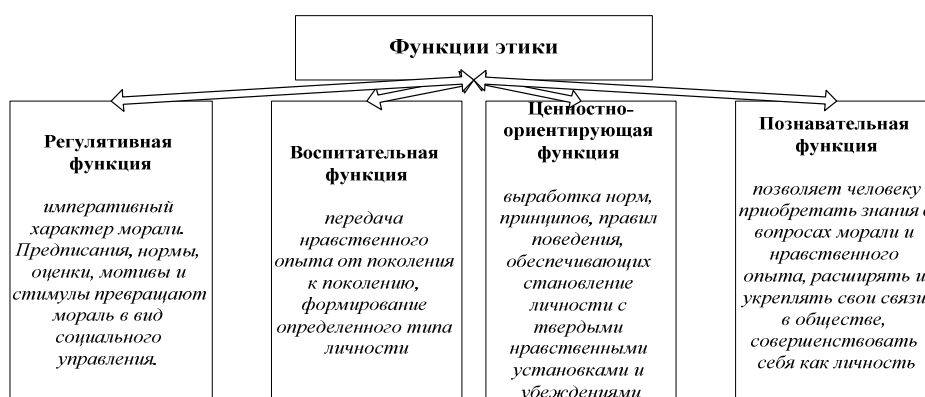 Функции этики
Регулятивная
функция
императивный
характер морали.
Предписания, нормы,
оценки, мотивы и
стимулы превращают
мораль в вид
социального
управления.
Воспитательная
функция
передача
нравственного
опыта от поколения
к поколению,
формирование
определенного типа
личности
Ценностно-
ориентирующая
функция
выработка норм,
принципов, правил
поведения,
обеспечивающих
становление
личности с
твердыми
нравственными
установками и
убеждениями
Познавательная
функция
позволяет человеку
приобретать знания
вопросах морали и
нравственного
опыта, расширять и
укреплять свои связи
в обществе,
совершенствовать
себя как личность